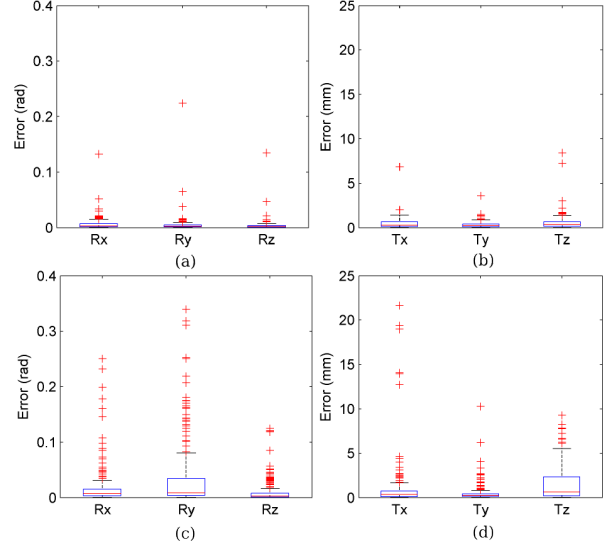 0.4
0.3
0.2
0.1
0
Error (rad)
Rx Ry Rz
(a)
25
20
15
10
5
0
Error (mm)
Tx Ty Tz
(b)
0.4
0.3
0.2
0.1
0
Error (rad)
Rx Ry Rz
(c)
25
20
15
10
5
0
Error (mm)
Tx Ty Tz
(d)